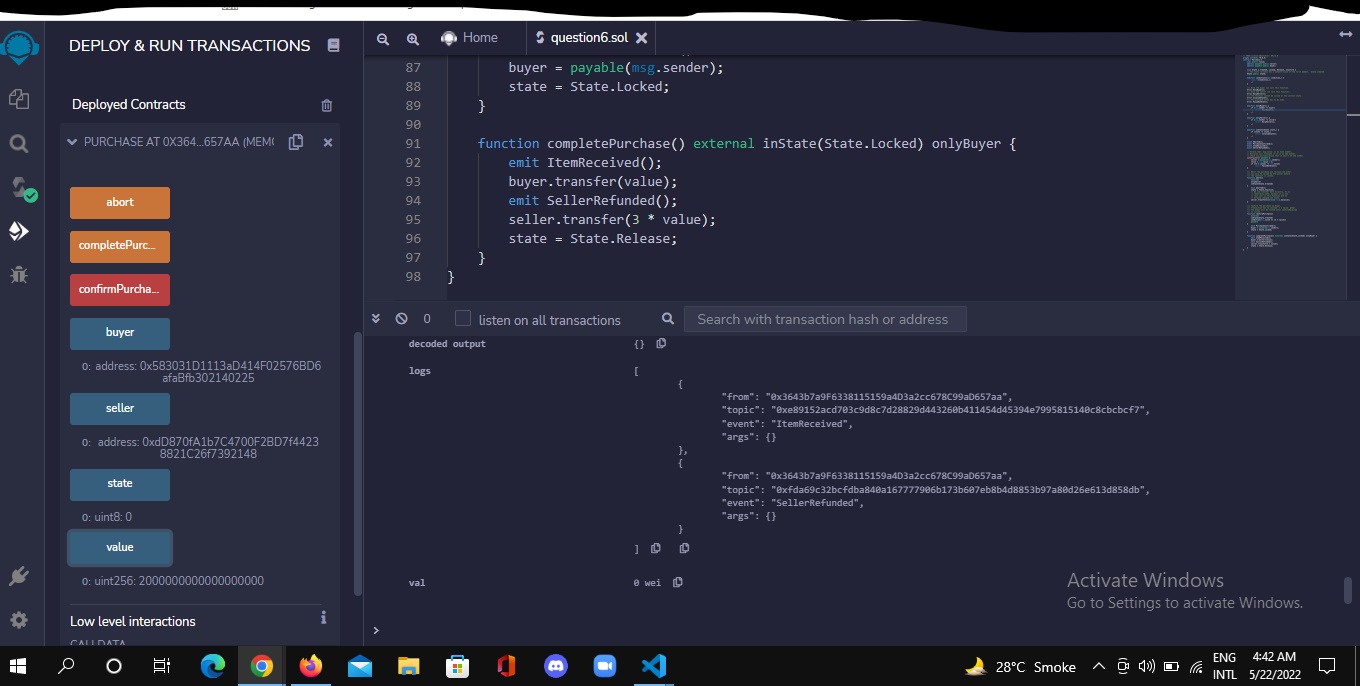 DEPLOY & RUN TRANSACTIONS
Home
question6.sol
Deployed Contracts
PURCHASE AT 0X364...657AA (MEMO
abort
completePurc...
confirmPurcha...
buyer
0: address: 0x583031D1113aD414F02576BD6
afaBfb302140225
seller
0: address: 0xdD870fA1b7C4700F2BD7f4423
8821C26f7392148
state
0: uint8: 0
value
0: uint256: 2000000000000000000
Low level interactions
i
CALLDATA
87 buyer = payable(msg.sender);
88 state = State.Locked;
89 }
90
91 function completePurchase() external inState(State.Locked) onlyBuyer {
92 emit ItemReceived();
93 buyer.transfer(value);
94 emit SellerRefunded();
95 seller.transfer(3 * value);
96 state = State.Release;
97 }
98 }
0 listen on all transactions Search with transaction hash or address
decoded output {}
logs [
{
"from": "0x3643b7a9F6338115159a4D3a2cc678C99aD657aa",
"topic": "0xe89152acd703c9d8c7d28829d443260b411454d45394e7995815140c8cbcbcf7",
"event": "ItemReceived",
"args": {}
},
{
"from": "0x3643b7a9F6338115159a4D3a2cc678C99aD657aa",
"topic": "0xfda69c32bcfdba840a167777906b173b607eb8b4d8853b97a80d26e613d858db",
"event": "SellerRefunded",
"args": {}
}
]
val 0 wei
>
Activate Windows
Go to Settings to activate Windows.
28°C Smoke
ENG
INTL
4:42 AM
5/22/2022